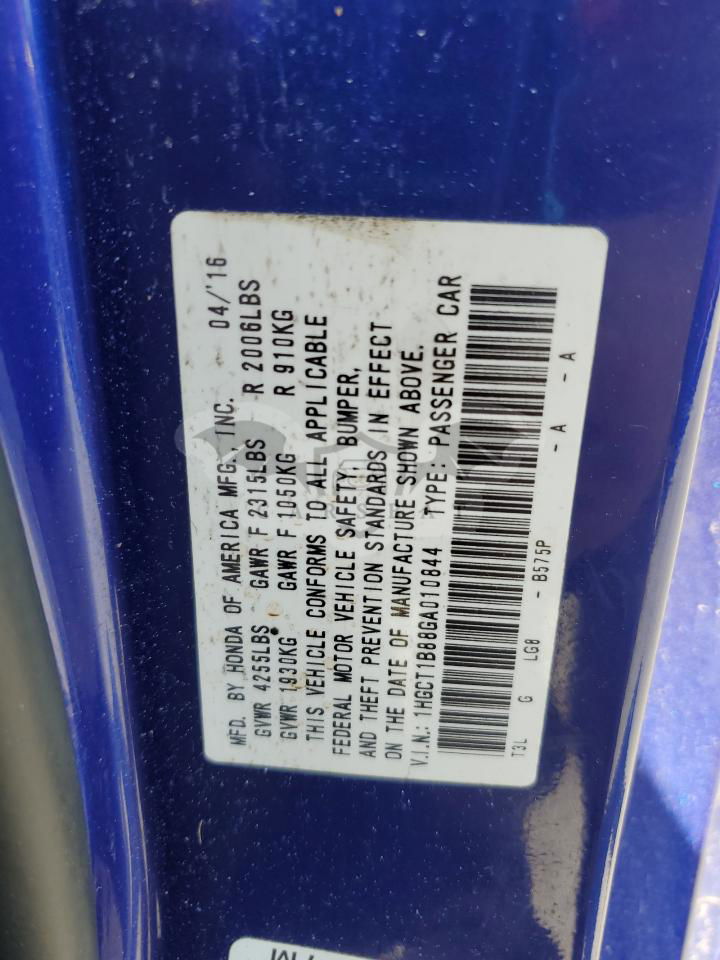 MFD. BY HONDA OF AMERICA MFG. INC. 04/'16
GVWR 4255LBS GAWR F 2315LBS R 2006LBS
GVWR 1930KG GAWR F 1050KG R 910KG
THIS VEHICLE CONFORMS TO ALL APPLICABLE
FEDERAL MOTOR VEHICLE SAFETY, BUMPER,
AND THEFT PREVENTION STANDARDS IN EFFECT
ON THE DATE OF MANUFACTURE SHOWN ABOVE.
V.I.N.: 1HGCT1B88GA010844 TYPE: PASSENGER CAR
T3L G LG8 - B575P - A - A